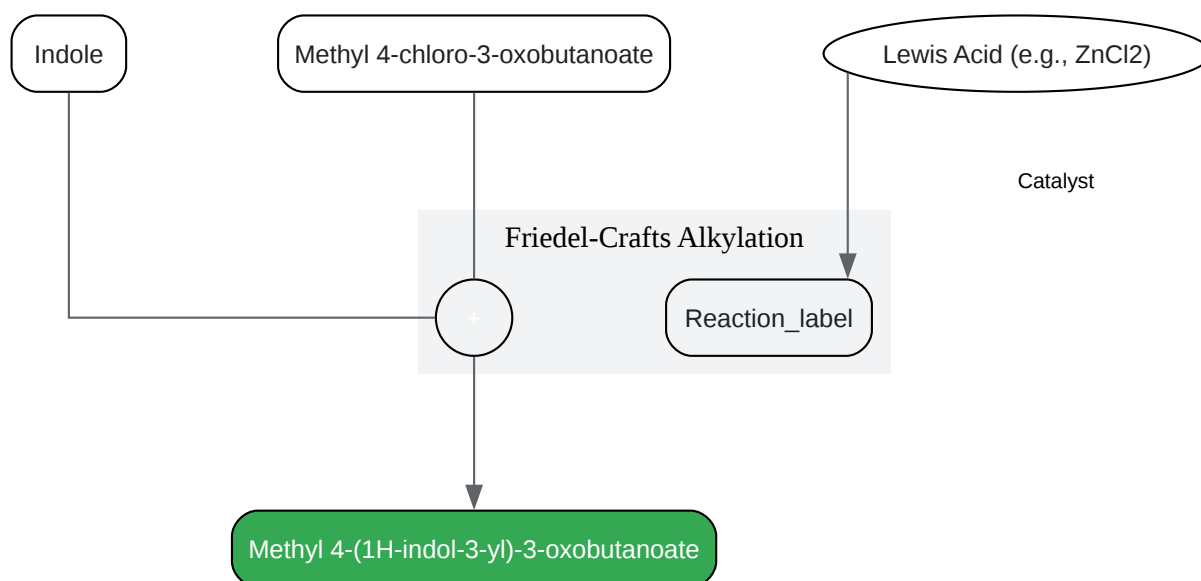 Indole
Methyl 4-chloro-3-oxobutanoate
Lewis Acid (e.g., ZnCl2)
Catalyst
Friedel-Crafts Alkylation
+
Reaction_label
Methyl 4-(1H-indol-3-yl)-3-oxobutanoate